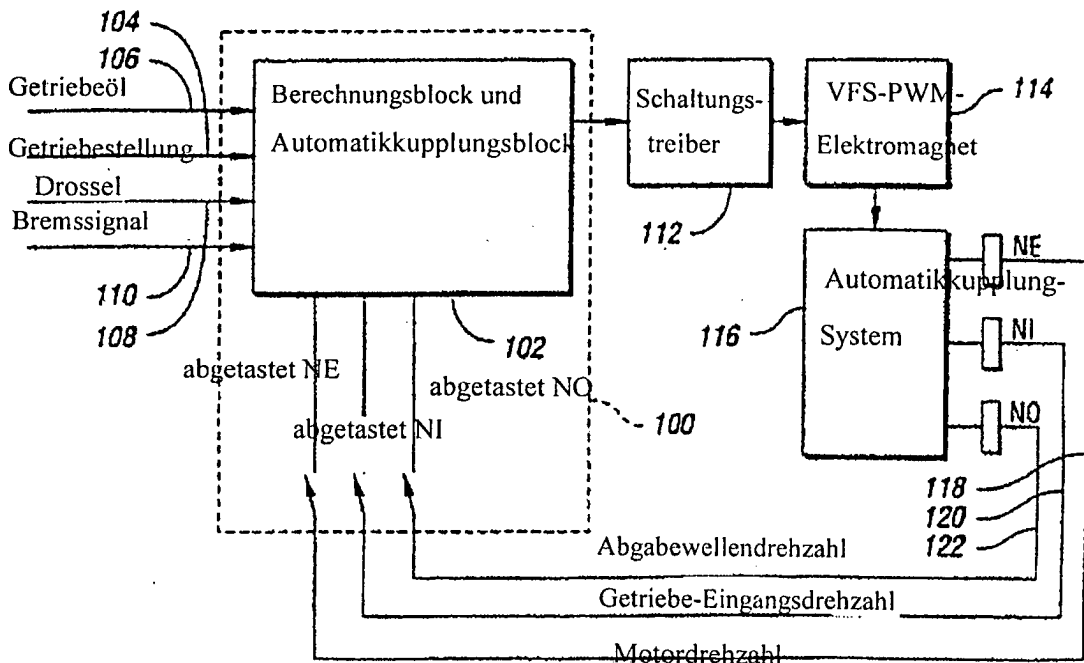 104
106
Getriebeöl
Getriebestellung
Drossel
Bremssignal
110
108
Berechnungsblock und
Automatikkupplungsblock
102
abgetastet NE
abgetastet NI
abgetastet NO
100
Schaltungs-
treiber
112
VFS-PWM-
Elektromagnet
114
Automatikkupplung-
System
116
NE
NI
NO
118
120
122
Abgabewellendrehzahl
Getriebe-Eingangsdrehzahl
Motordrehzahl